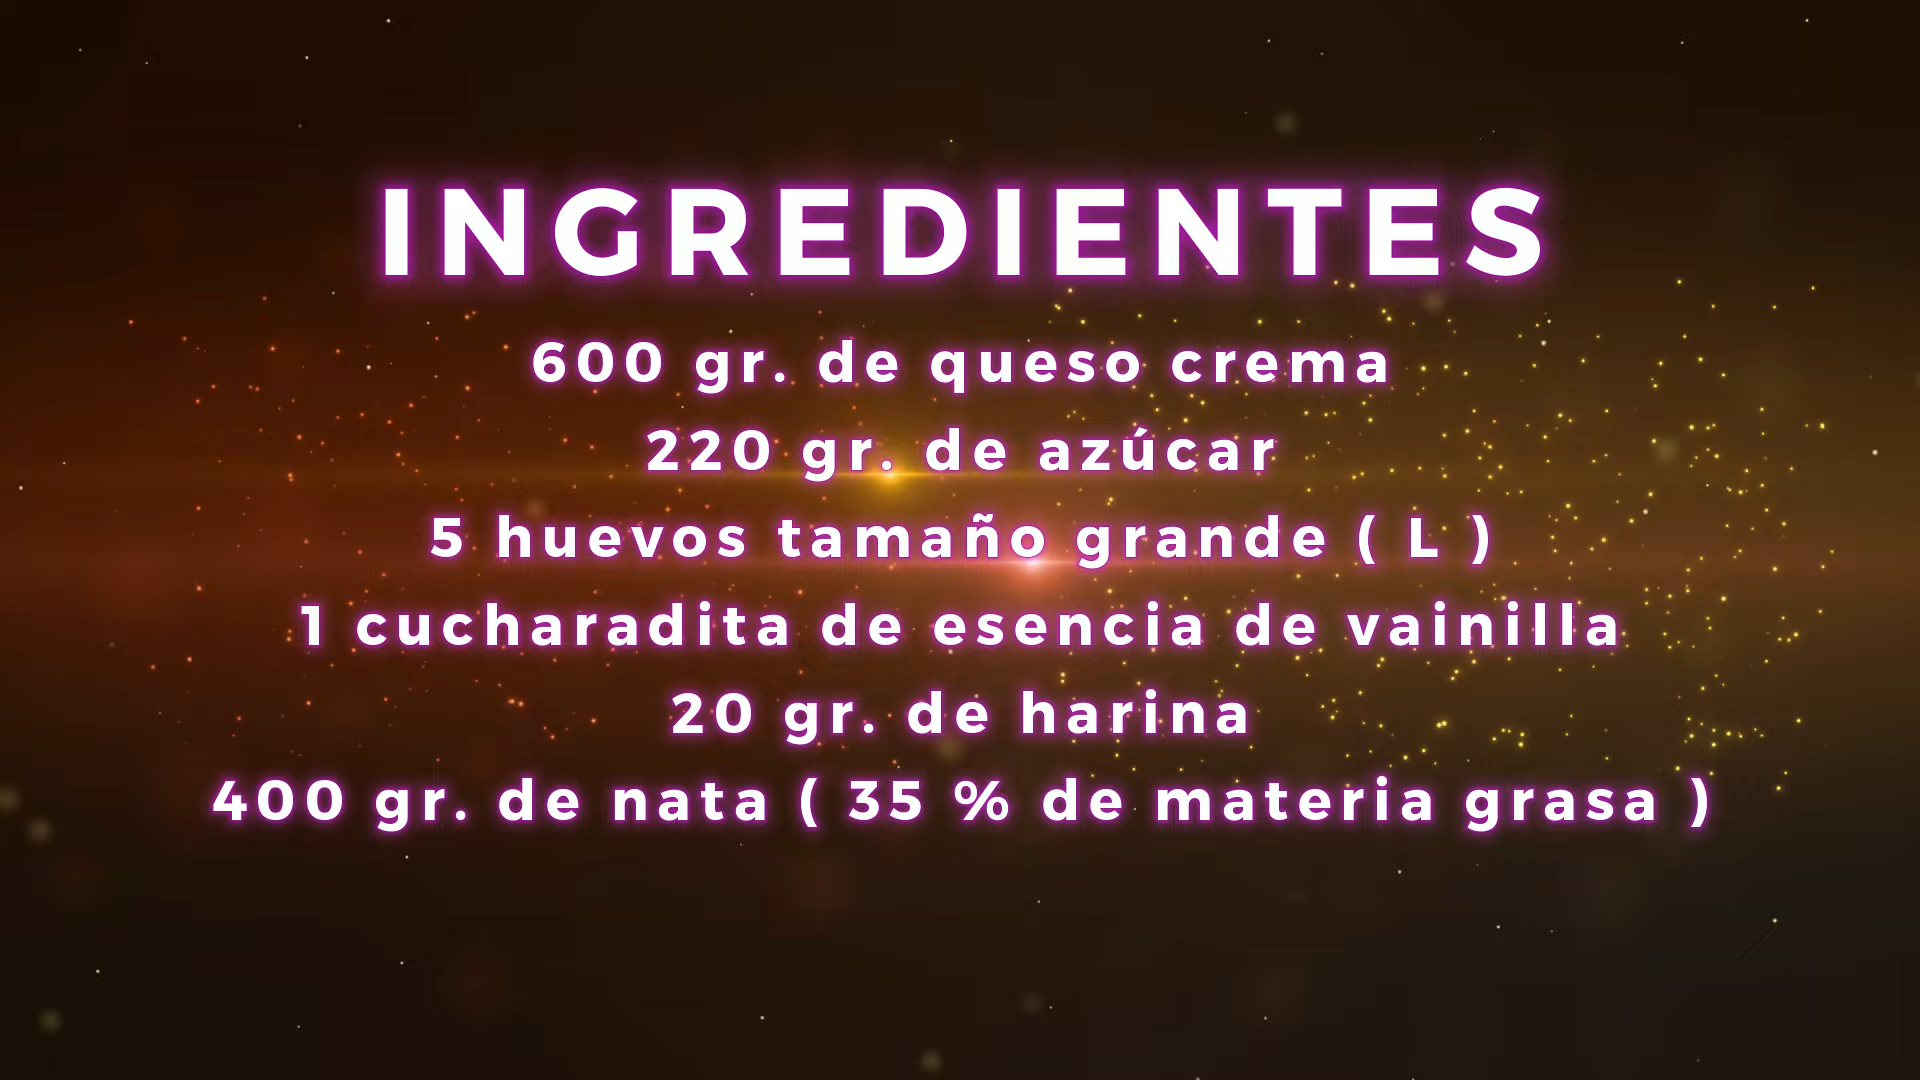 INGREDIENTES
600 gr. de queso crema
220 gr. de azúcar
5 huevos tamaño grande ( L )
1 cucharadita de esencia de vainilla
20 gr. de harina
400 gr. de nata ( 35 % de materia grasa )